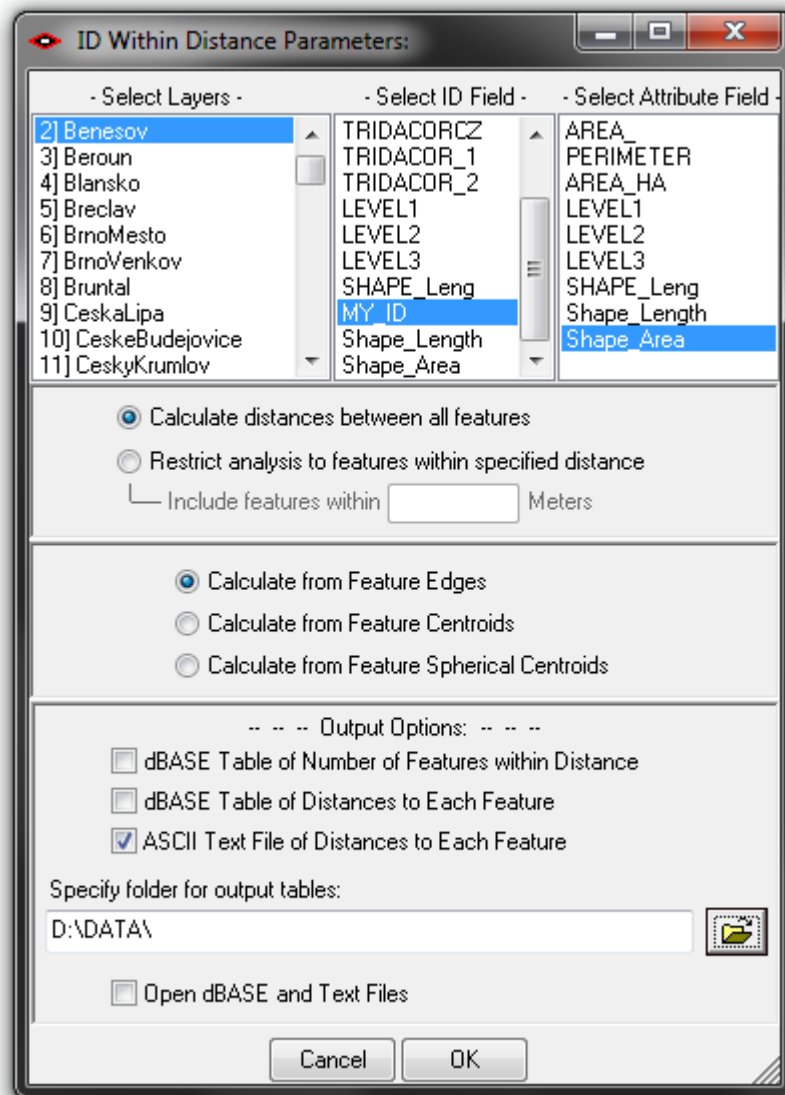 ID Within Distance Parameters:
- Select Layers -
2] Benesov
3] Beroun
4] Blansko
5] Breclav
6] BrnoMesto
7] BrnoVenkov
8] Bruntal
9] CeskaLipa
10] CeskeBudejovice
11] CeskyKrumlov
- Select ID Field -
TRIDACORCZ
TRIDACOR_1
TRIDACOR_2
LEVEL1
LEVEL2
LEVEL3
SHAPE_Leng
MY_ID
Shape_Length
Shape_Area
- Select Attribute Field -
AREA_
PERIMETER
AREA_HA
LEVEL1
LEVEL2
LEVEL3
SHAPE_Leng
Shape_Length
Shape_Area
Calculate distances between all features
Restrict analysis to features within specified distance
Include features within Meters
Calculate from Feature Edges
Calculate from Feature Centroids
Calculate from Feature Spherical Centroids
-- -- -- Output Options: -- -- --
dBASE Table of Number of Features within Distance
dBASE Table of Distances to Each Feature
ASCII Text File of Distances to Each Feature
Specify folder for output tables:
D:\DATA\
Open dBASE and Text Files
Cancel OK